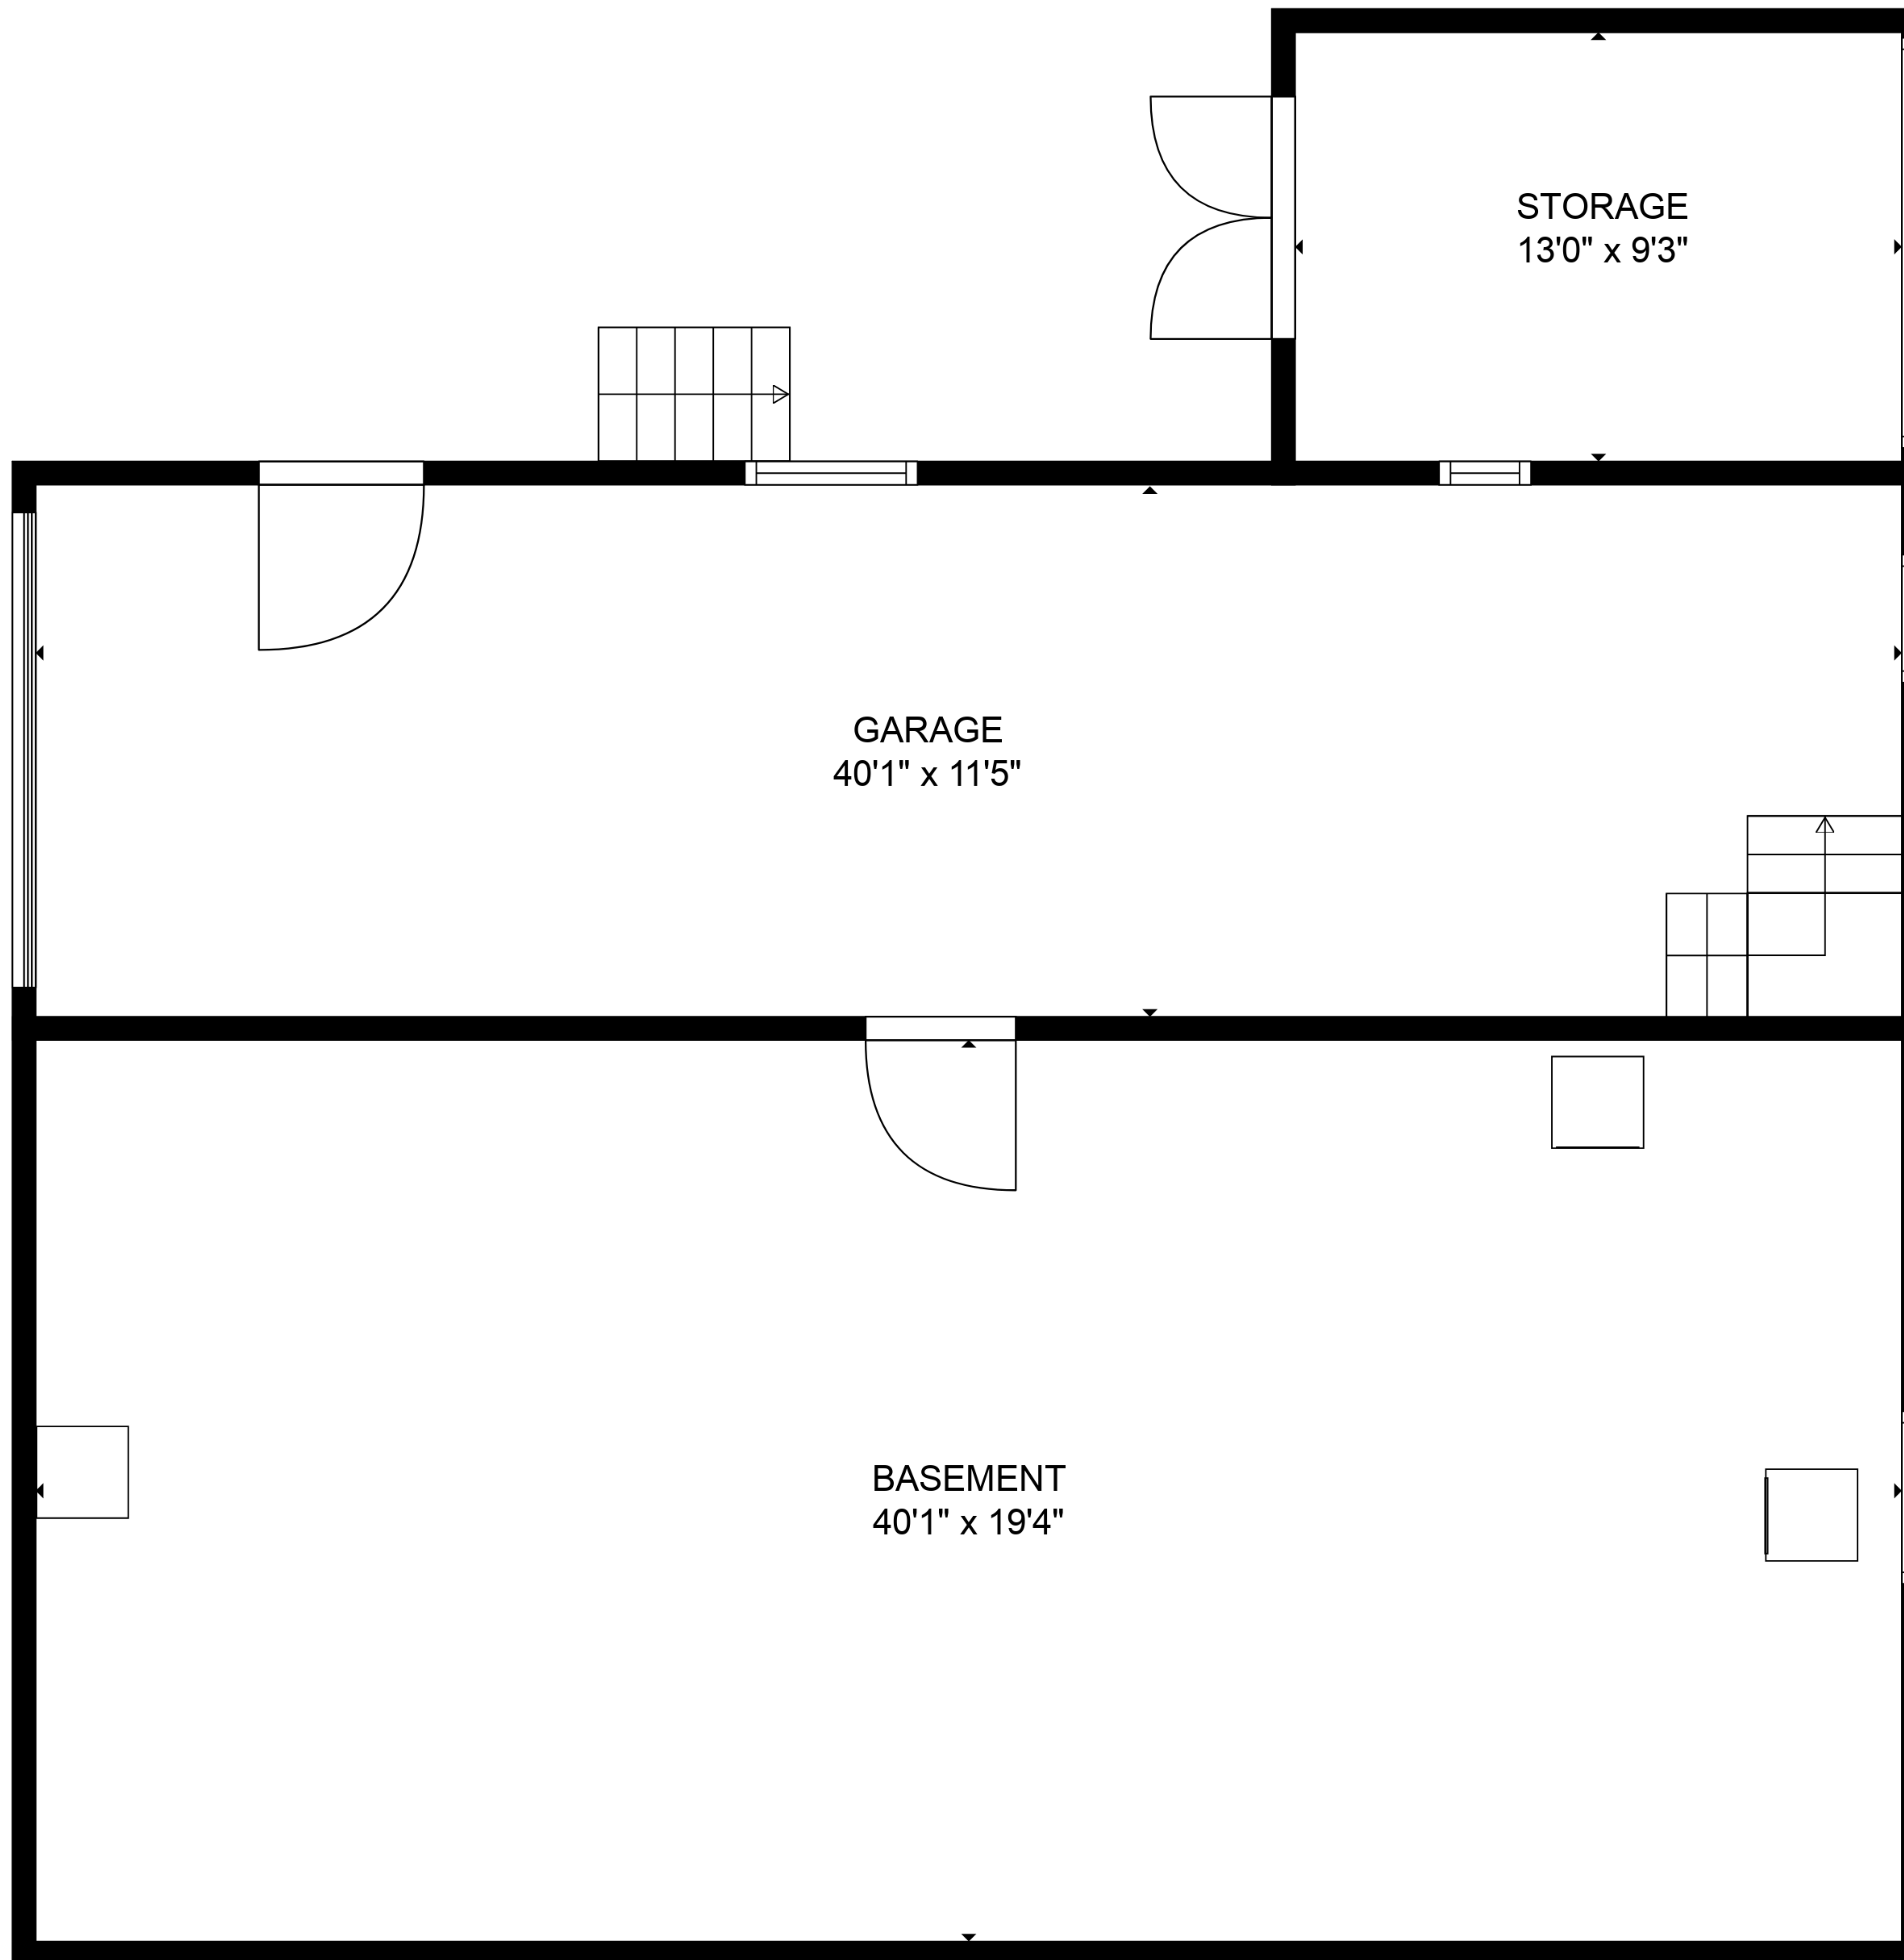 STORAGE
13'0" x 9'3"
GARAGE
40'1" x 11'5"
BASEMENT
40'1" x 19'4"